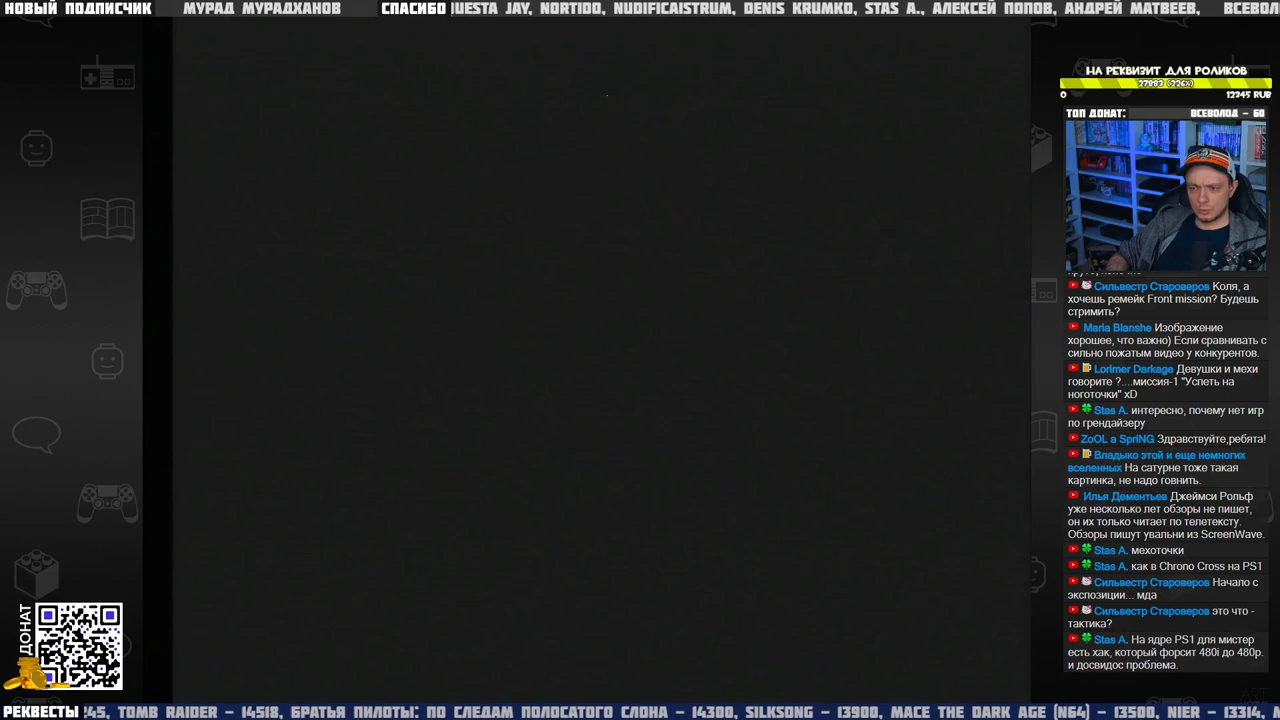 НОВЫЙ ПОДПИСЧИК МУРАД МУРАДХАНОВ СПАСИБО UESTA JAY, NORTIDO, NUDIFICAISTRUM, DENIS KRUMKO, STAS A., АЛЕКСЕЙ ПОПОВ, АНДРЕЙ МАТВЕЕВ, ВСЕВОЛ
НА РЕКВИЗИТ ДЛЯ РОЛИКОВ
27883 (226%)
0 12345 RUB
ТОП ДОНАТ: ВСЕВОЛОД - 60
Сильвестр Староверов Коля, а
хочешь ремейк Front mission? Будешь
стримить?
Maria Blanshe Изображение
хорошее, что важно) Если сравнивать с
сильно пожатым видео у конкурентов.
Lorimer Darkage Девушки и мехи
говорите ?....миссия-1 "Успеть на
ноготочки" xD
Stas A. интересно, почему нет игр
по грендайзеру
ZoOL a SpriNG Здравствуйте,ребята!
Владыко этой и еще немногих
вселенных На сатурне тоже такая
картинка, не надо говнить.
Илья Дементьев Джеймси Рольф
уже несколько лет обзоры не пишет,
он их только читает по телетексту.
Обзоры пишут увальни из ScreenWave.
Stas A. мехоточки
Stas A. как в Chrono Cross на PS1
Сильвестр Староверов Начало с
экспозиции... мда
Сильвестр Староверов это что -
тактика?
Stas A. На ядре PS1 для мистер
есть хак, который форсит 480i до 480p.
и досвидос проблема.
ДОНАТ
РЕКВЕСТЫ 245, TOMB RAIDER - 14518, БРАТЬЯ ПИЛОТЫ: ПО СЛЕДАМ ПОЛОСАТОГО СЛОНА - 14300, SILKSONG - 13900, MACE THE DARK AGE (N64) - 13500, NIER - 13314,